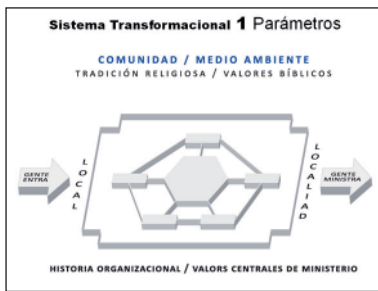 Sistema Transformacional 1 Parámetros
COMUNIDAD / MEDIO AMBIENTE
TRADICIÓN RELIGIOSA / VALORES BÍBLICOS
GENTE
ENTRA
LOCAL
LOCALIAD
GENTE
MINISTRA
HISTORIA ORGANIZACIONAL / VALORS CENTRALES DE MINISTERIO